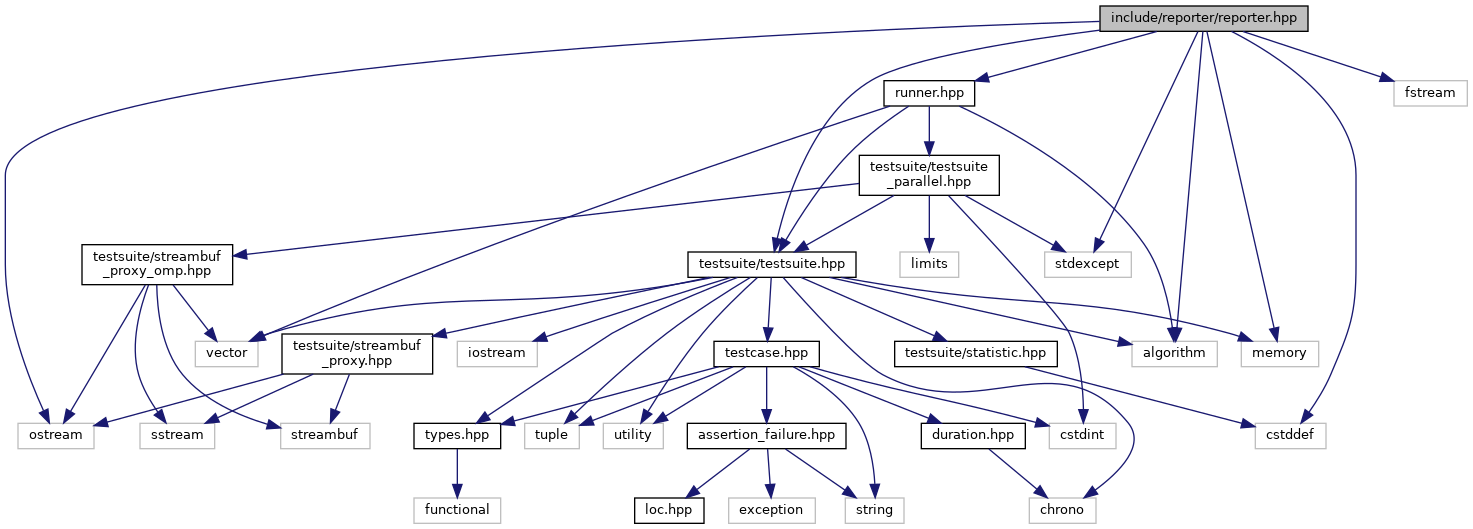 include/reporter/reporter.hpp
runner.hpp
fstream
testsuite/testsuite
_parallel.hpp
testsuite/streambuf
_proxy_omp.hpp
testsuite/testsuite.hpp
limits
stdexcept
vector
testsuite/streambuf
_proxy.hpp
iostream
testcase.hpp
testsuite/statistic.hpp
algorithm
memory
ostream
sstream
streambuf
types.hpp
tuple
utility
assertion_failure.hpp
duration.hpp
cstdint
cstddef
functional
loc.hpp
exception
string
chrono